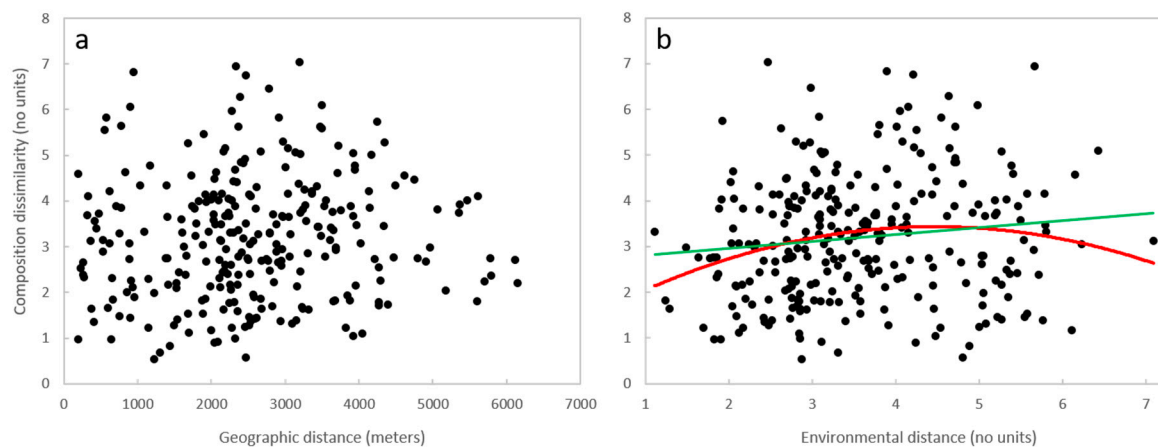 a
8
7
6
5
4
3
2
1
0
Composition dissimilarity (no units)
0 1000 2000 3000 4000 5000 6000 7000
Geographic distance (meters)
b
8
7
6
5
4
3
2
1
0
1 2 3 4 5 6 7
Environmental distance (no units)